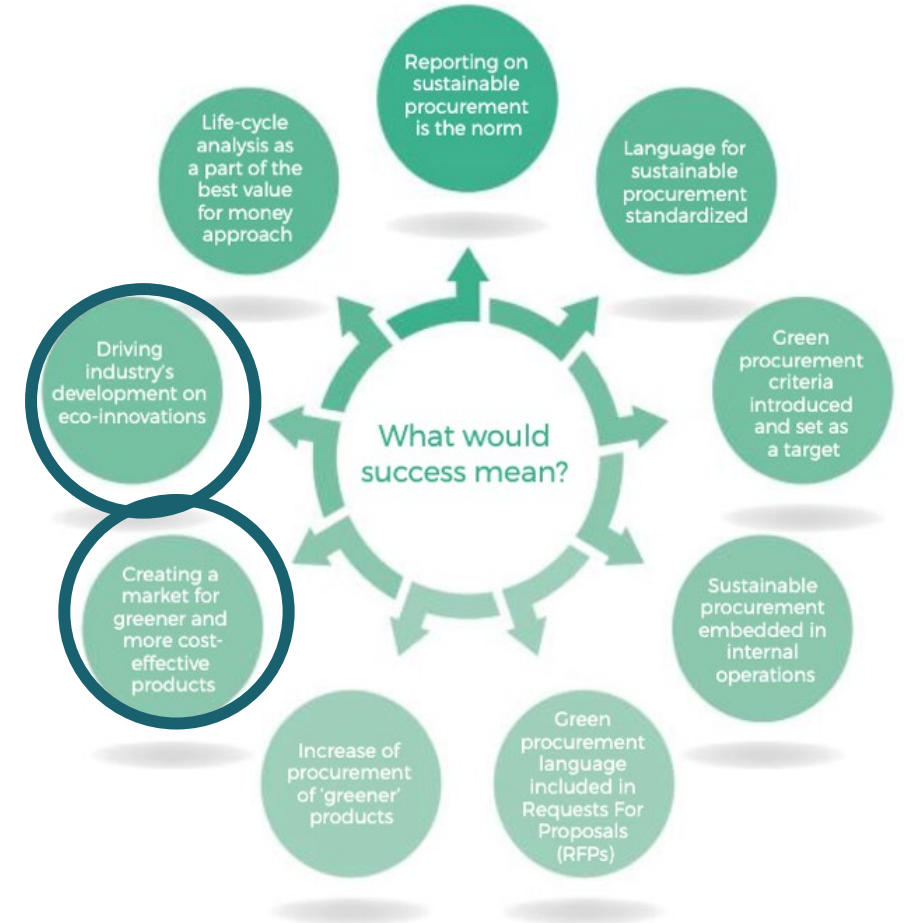 Reporting on
sustainable
procurement
is the norm
Language for
sustainable
procurement
standardized
Green
procurement
criteria
introduced
and set as
a target
Sustainable
procurement
embedded in
internal
operations
Green
procurement
language
included in
Requests For
Proposals
(RFPs)
Increase of
procurement
of ‘greener’
products
Creating a
market for
greener and
more cost-
effective
products
Driving
industry’s
development on
eco-innovations
Life-cycle
analysis as
a part of the
best value
for money
approach
What would
success mean?